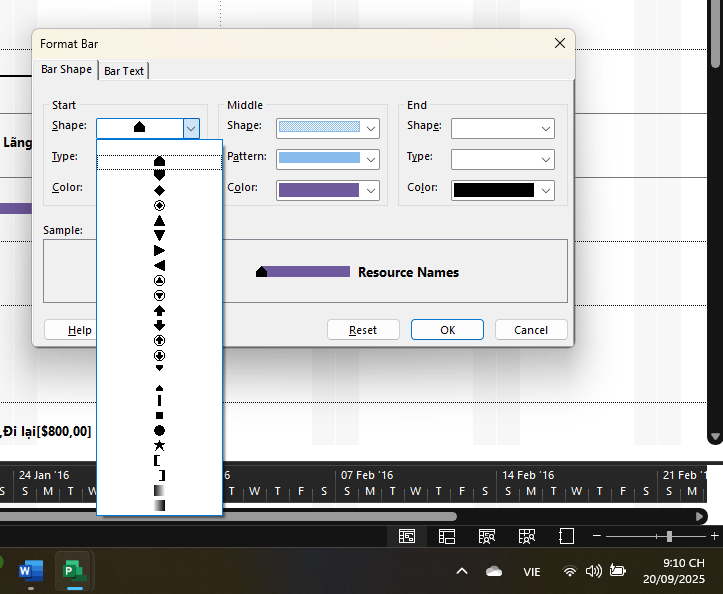 Format Bar
Bar Shape
Bar Text
Start
Shape:
Type:
Color:
Middle
Shape:
Pattern:
Color:
End
Shape:
Type:
Color:
Sample:
Resource Names
Help
Reset
OK
Cancel
Lãng
,Đi lại[$800,00]
24 Jan '16
6
07 Feb '16
14 Feb '16
21 Feb '1
S S M T W T W T F S S M T W T F S S M T W T F S S M
VIE
9:10 CH
20/09/2025